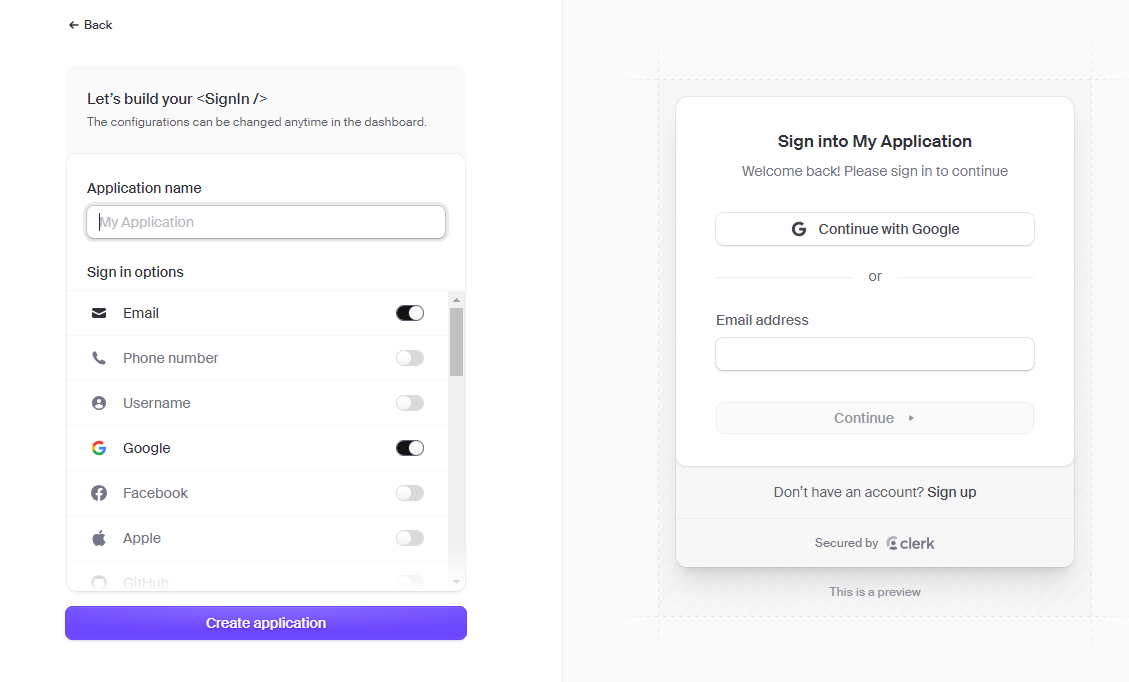 ← Back
Let's build your <SignIn />
The configurations can be changed anytime in the dashboard.
Application name
My Application
Sign in options
Email
Phone number
Username
Google
Facebook
Apple
GitHub
Create application
Sign into My Application
Welcome back! Please sign in to continue
Continue with Google
or
Email address
Continue
Don't have an account? Sign up
Secured by clerk
This is a preview